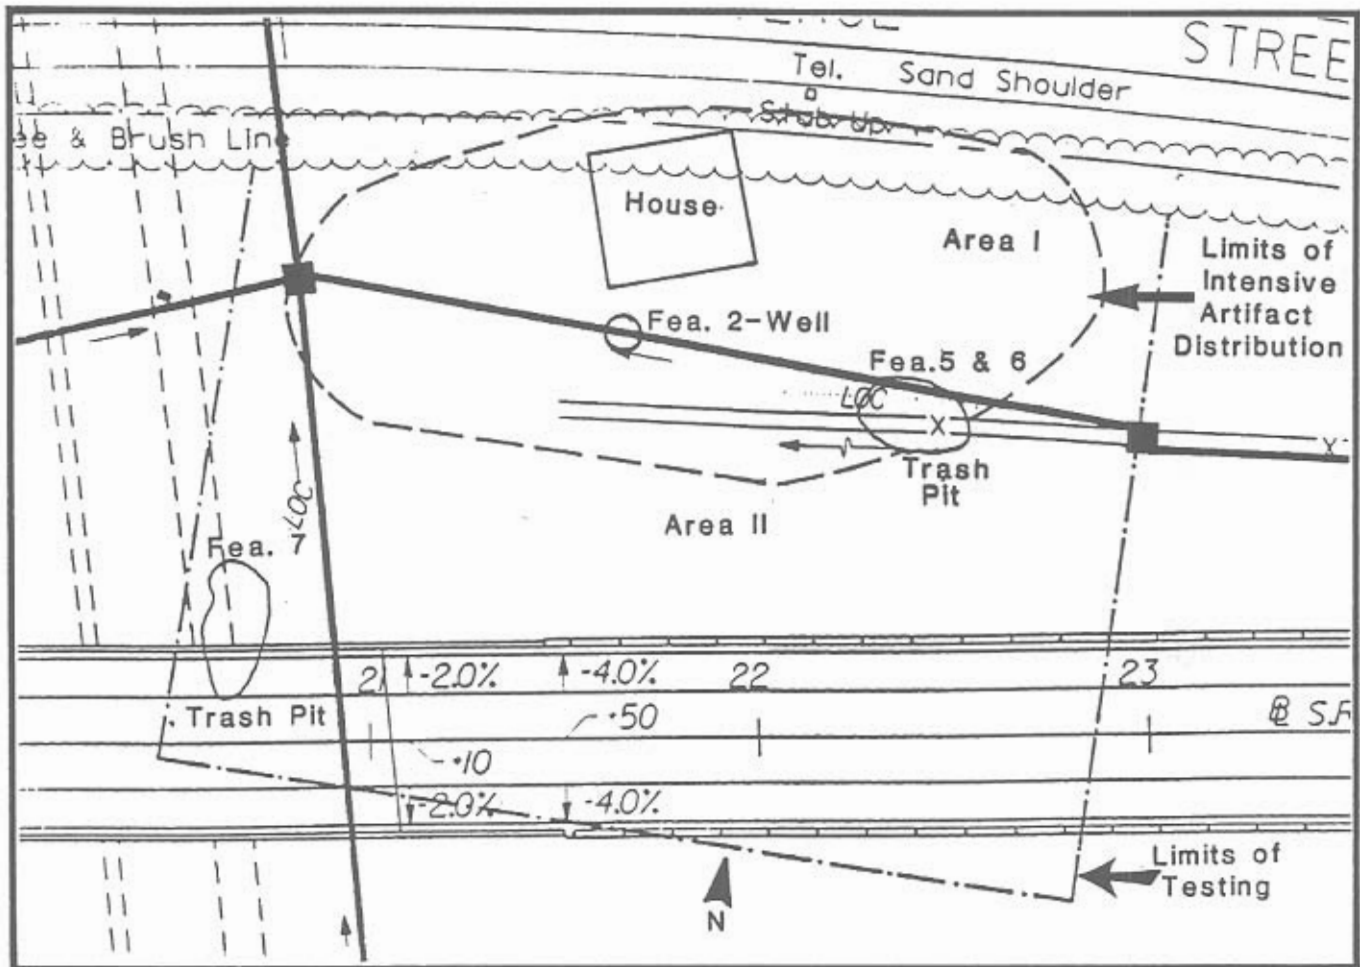 STREE
Tel. Sand Shoulder
Stub Up
ee & Brush Line
House
Area I
Limits of
Intensive
Artifact
Distribution
Fea. 2-Well
Fea.5 & 6
LOC
X
X
Trash
Pit
Area II
LOC
Fea. 7
21
-2.0%
-4.0%
22
23
Trash Pit
+50
+10
-2.0%
-4.0%
Limits of
Testing
N